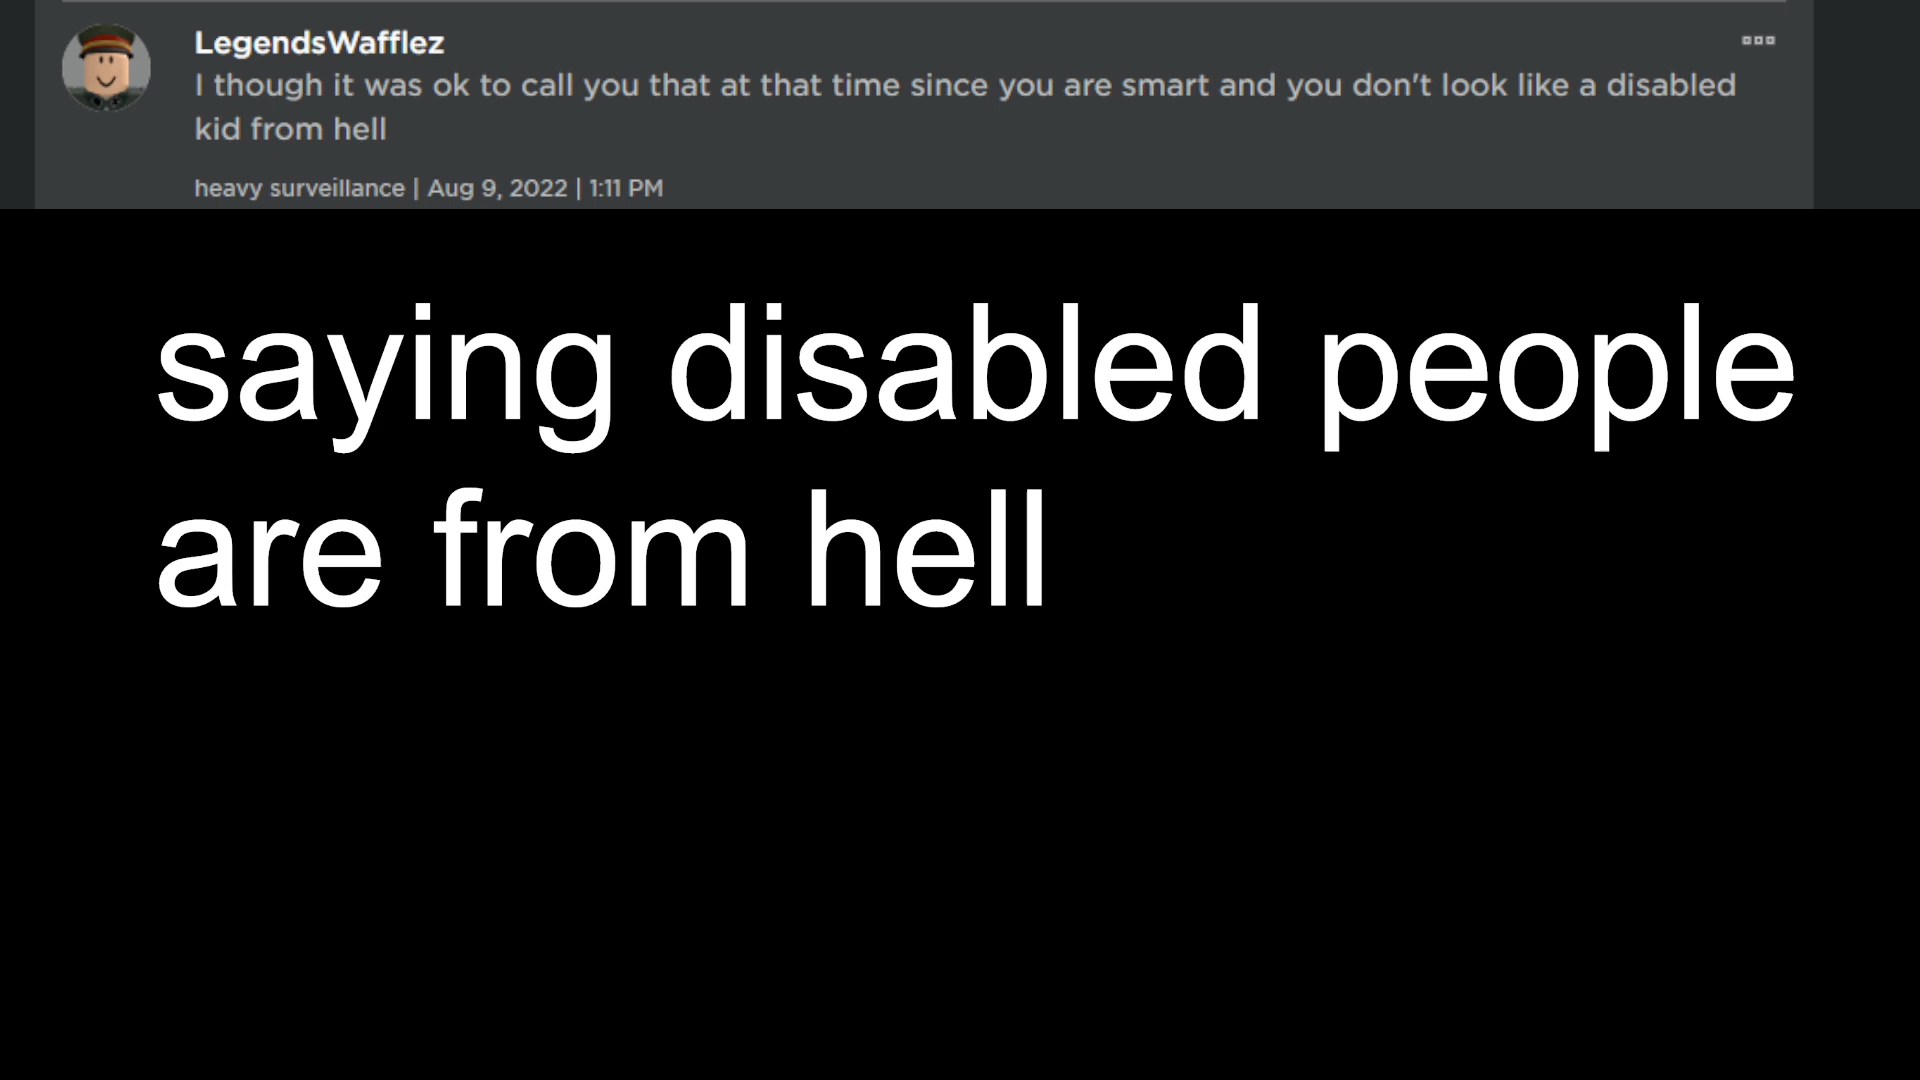 LegendsWafflez
I though it was ok to call you that at that time since you are smart and you don't look like a disabled
kid from hell
heavy surveillance | Aug 9, 2022 | 1:11 PM
saying disabled people
are from hell